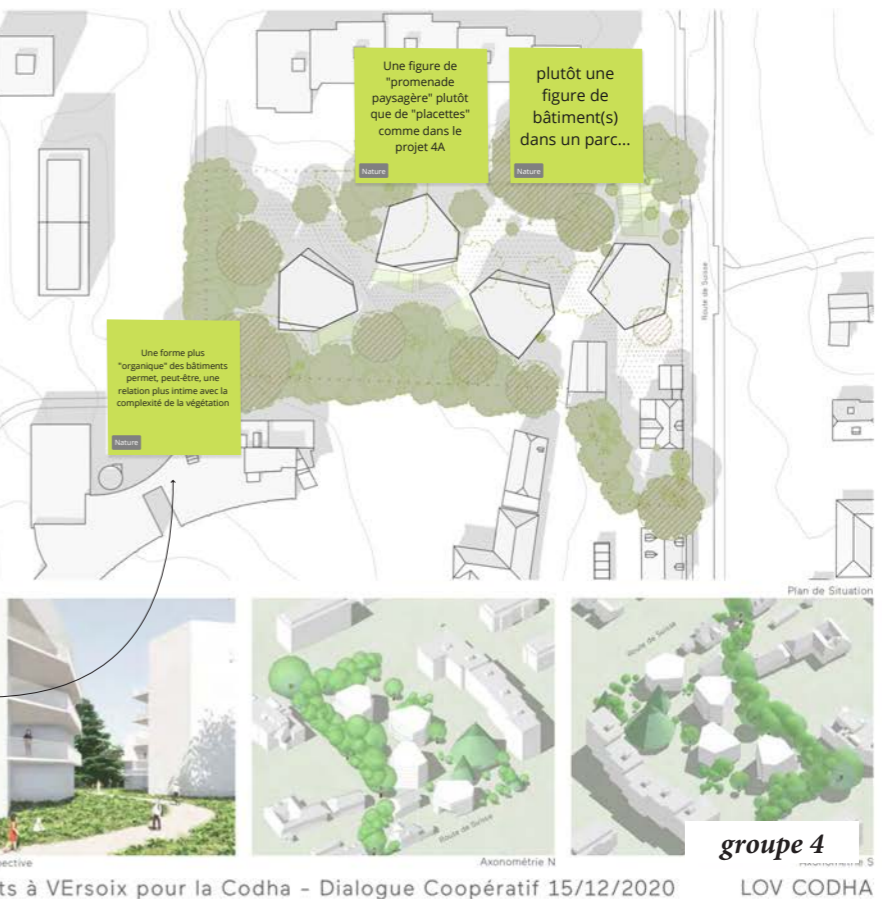 Une figure de
"promenade
paysagère" plutôt
que de "placettes"
comme dans le
projet 4A
Nature
plutôt une
figure de
bâtiment(s)
dans un parc...
Nature
Route de Suisse
Une forme plus
"organique" des bâtiments
permet, peut-être, une
relation plus intime avec la
complexité de la végétation
Nature
Plan de Situation
Route de Suisse
Route de Suisse
groupe 4
ective
Axonométrie N
Axonométrie S
ts à VErsoix pour la Codha – Dialogue Coopératif 15/12/2020
LOV CODHA